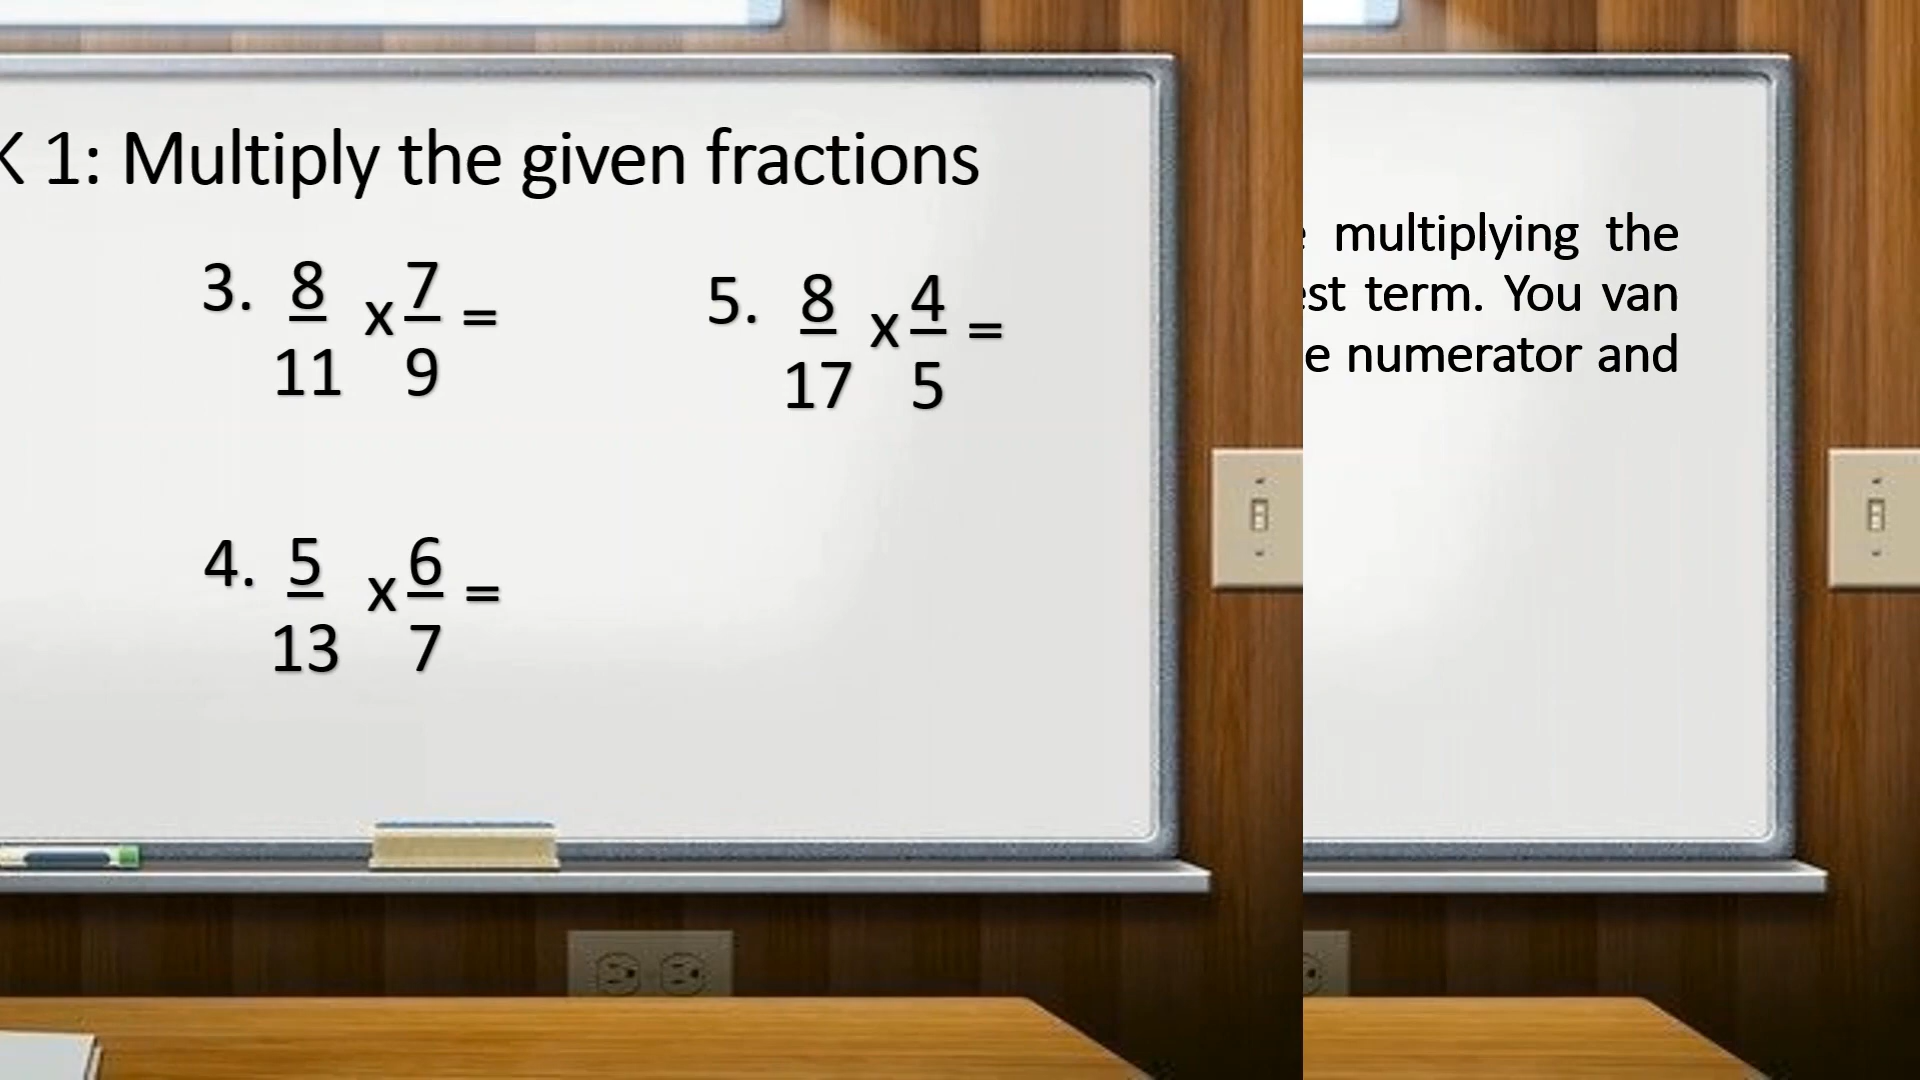 K 1: Multiply the given fractions
3. 8/11 x 7/9 =
5. 8/17 x 4/5 =
4. 5/13 x 6/7 =
multiplying the
term. You van
numerator and